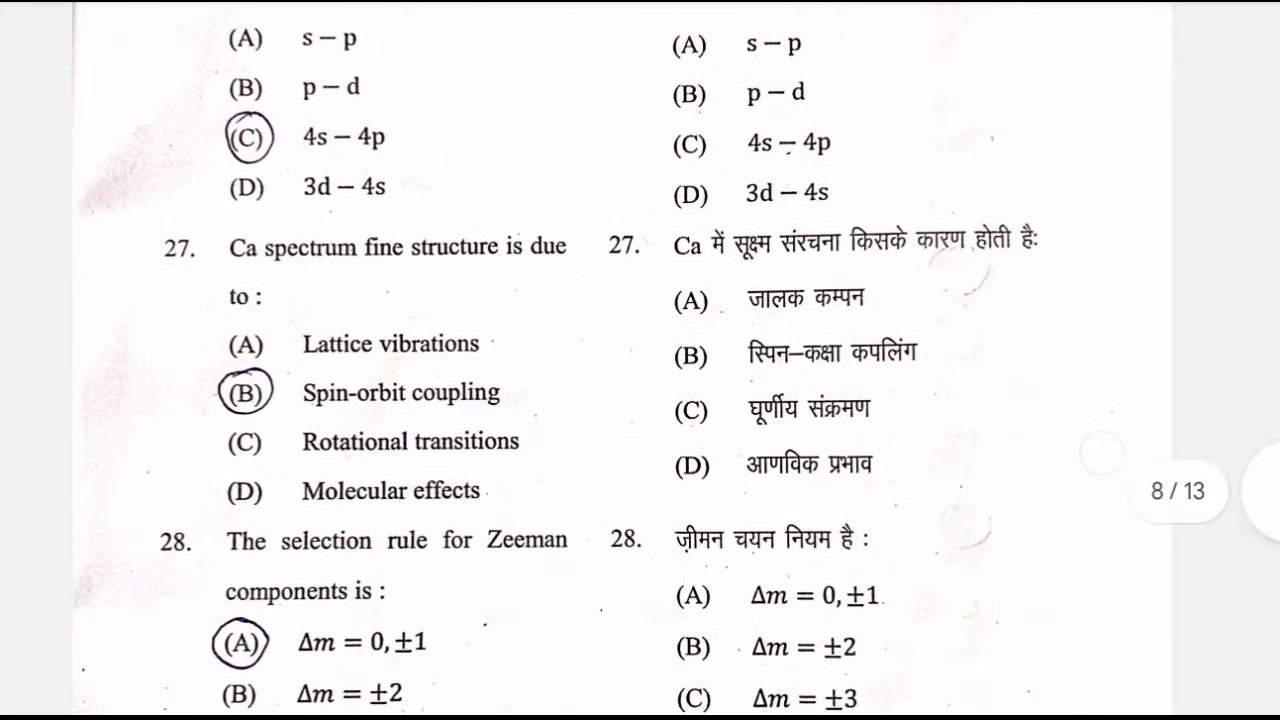 (A) s – p
(B) p – d
(C) 4s – 4p
(D) 3d – 4s
27. Ca spectrum fine structure is due
to :
(A) Lattice vibrations
(B) Spin-orbit coupling
(C) Rotational transitions
(D) Molecular effects
28. The selection rule for Zeeman
components is :
(A) Δm = 0, ±1
(B) Δm = ±2
(A) s – p
(B) p – d
(C) 4s – 4p
(D) 3d – 4s
27. Ca में सूक्ष्म संरचना किसके कारण होती हैः
(A) जालक कम्पन
(B) स्पिन–कक्षा कपलिंग
(C) घूर्णीय संक्रमण
(D) आणविक प्रभाव
28. ज़ीमन चयन नियम है :
(A) Δm = 0, ±1
(B) Δm = ±2
(C) Δm = ±3
8 / 13